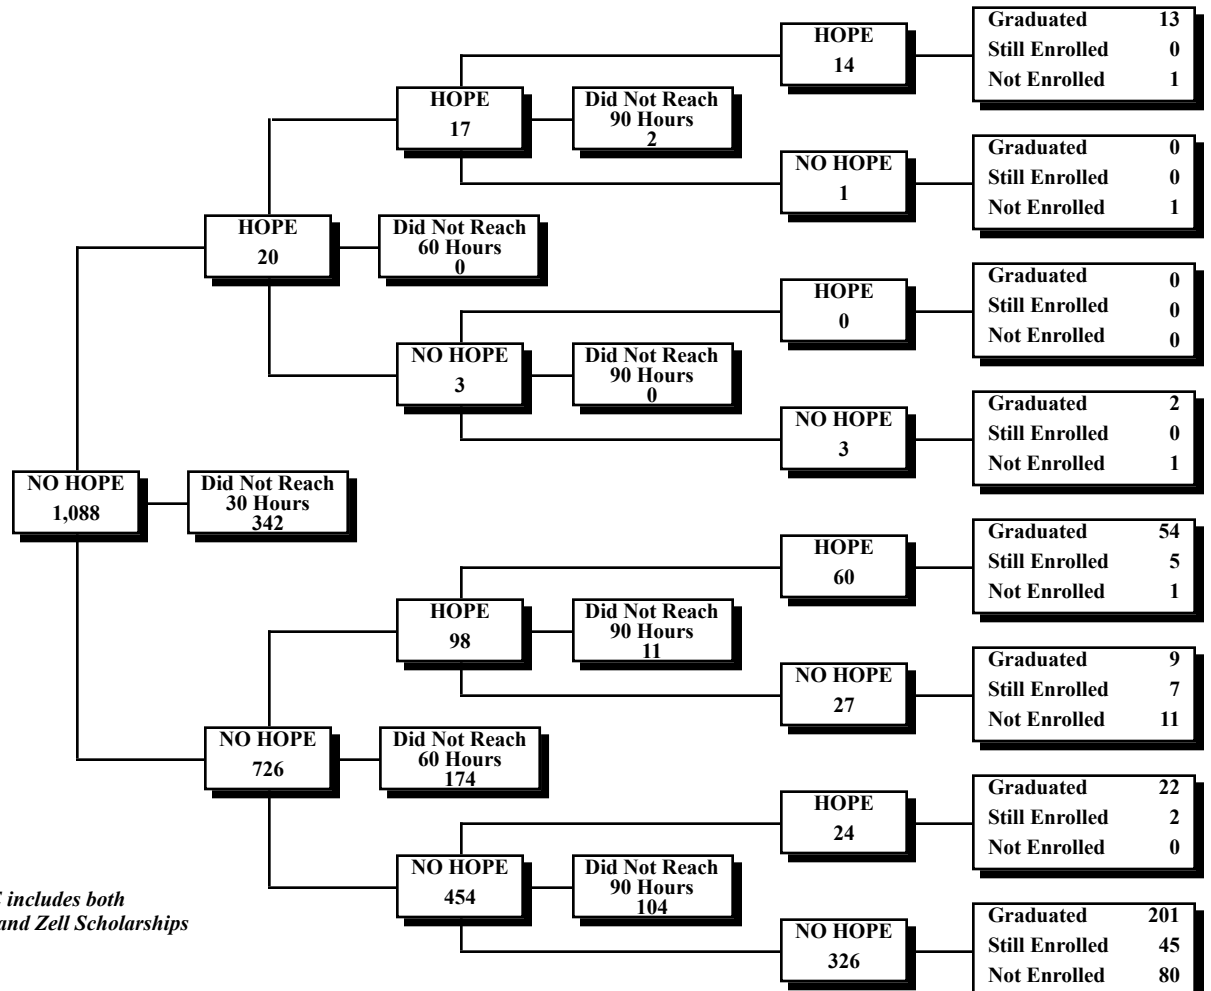 HOPE
14
Graduated 13
Still Enrolled 0
Not Enrolled 1
HOPE
17
Did Not Reach
90 Hours
2
NO HOPE
1
Graduated 0
Still Enrolled 0
Not Enrolled 1
HOPE
20
Did Not Reach
60 Hours
0
HOPE
0
Graduated 0
Still Enrolled 0
Not Enrolled 0
NO HOPE
3
Did Not Reach
90 Hours
0
NO HOPE
3
Graduated 2
Still Enrolled 0
Not Enrolled 1
NO HOPE
1,088
Did Not Reach
30 Hours
342
HOPE
60
Graduated 54
Still Enrolled 5
Not Enrolled 1
HOPE
98
Did Not Reach
90 Hours
11
NO HOPE
27
Graduated 9
Still Enrolled 7
Not Enrolled 11
NO HOPE
726
Did Not Reach
60 Hours
174
HOPE
24
Graduated 22
Still Enrolled 2
Not Enrolled 0
NO HOPE
454
Did Not Reach
90 Hours
104
NO HOPE
326
Graduated 201
Still Enrolled 45
Not Enrolled 80
includes both
and Zell Scholarships